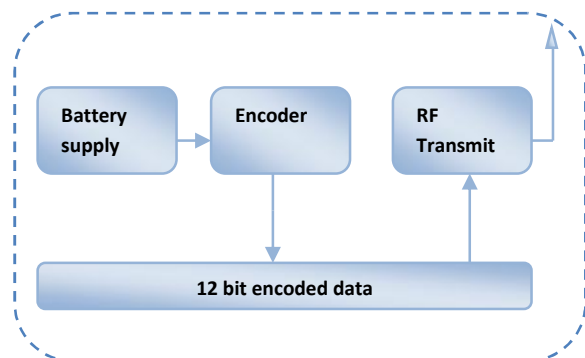 Battery
supply
Encoder
RF
Transmit
12 bit encoded data